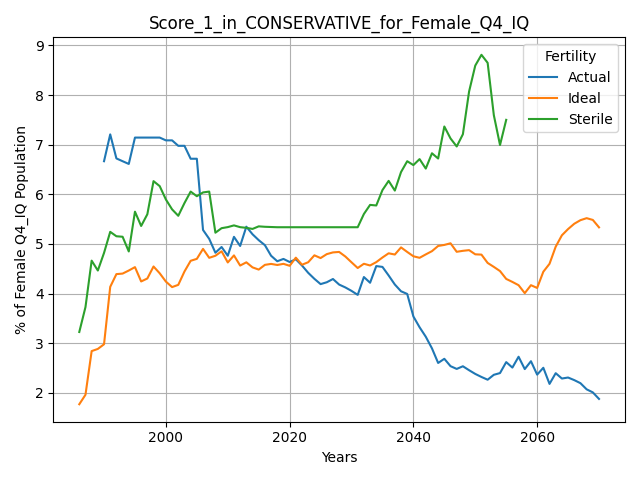 Score_1_in_CONSERVATIVE_for_Female_Q4_IQ
% of Female Q4_IQ Population
9
8
7
6
5
4
3
2
Fertility
Actual
Ideal
Sterile
2000
2020
2040
2060
Years